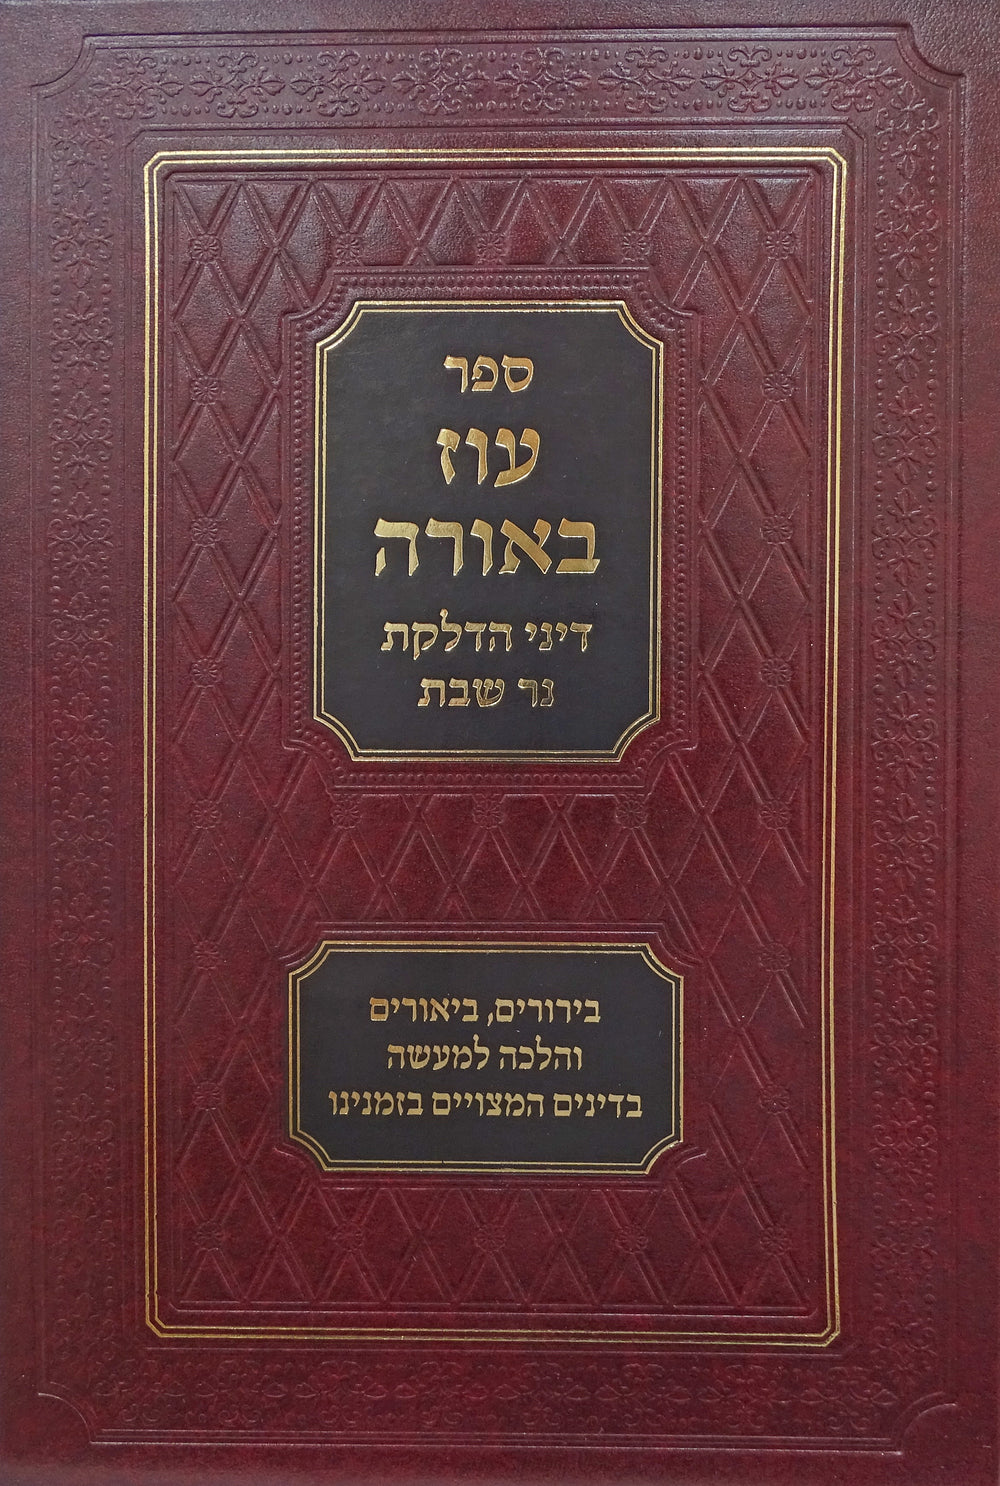 ספר
עוז
באורה
דיני הדלקת
נר שבת
בירורים, ביאורים
והלכה למעשה
בדינים המצויים בזמנינו